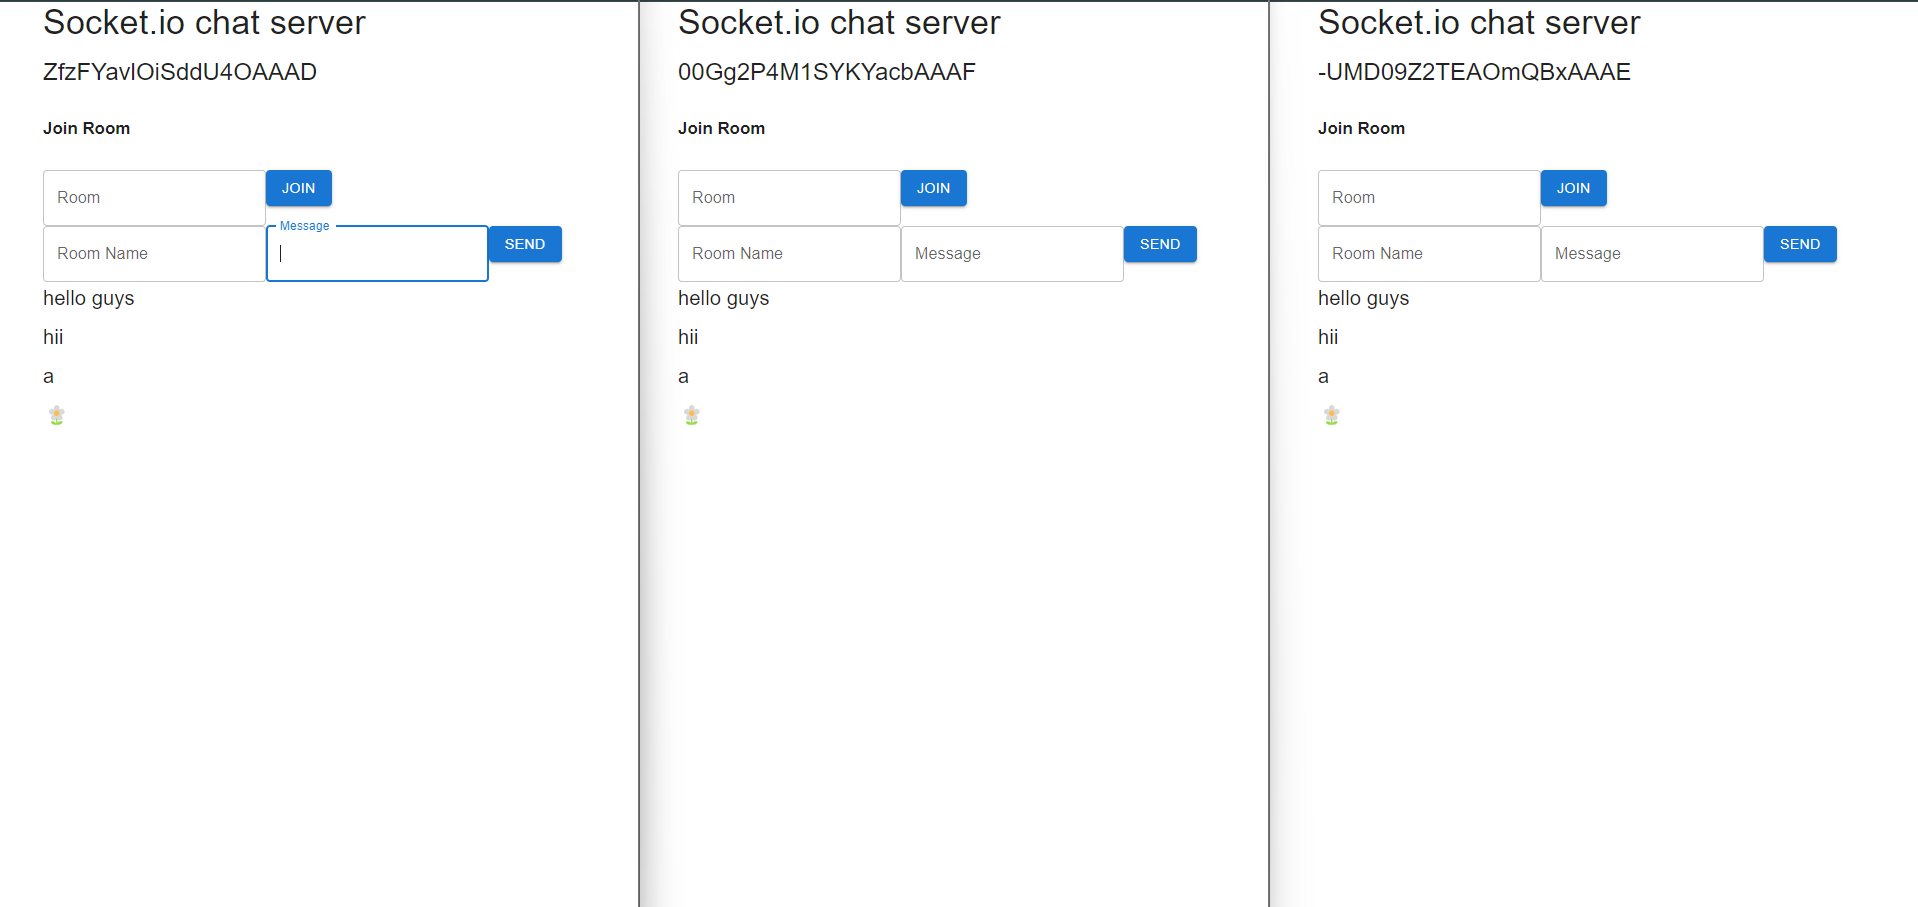 Socket.io chat server
ZfzFYavlOiSddU4OAAAD
Join Room
Room
JOIN
Room Name
Message
SEND
hello guys
hii
a
Socket.io chat server
00Gg2P4M1SYKYacbAAAF
Join Room
Room
JOIN
Room Name
Message
SEND
hello guys
hii
a
Socket.io chat server
-UMD09Z2TEAOmQBxAAAE
Join Room
Room
JOIN
Room Name
Message
SEND
hello guys
hii
a